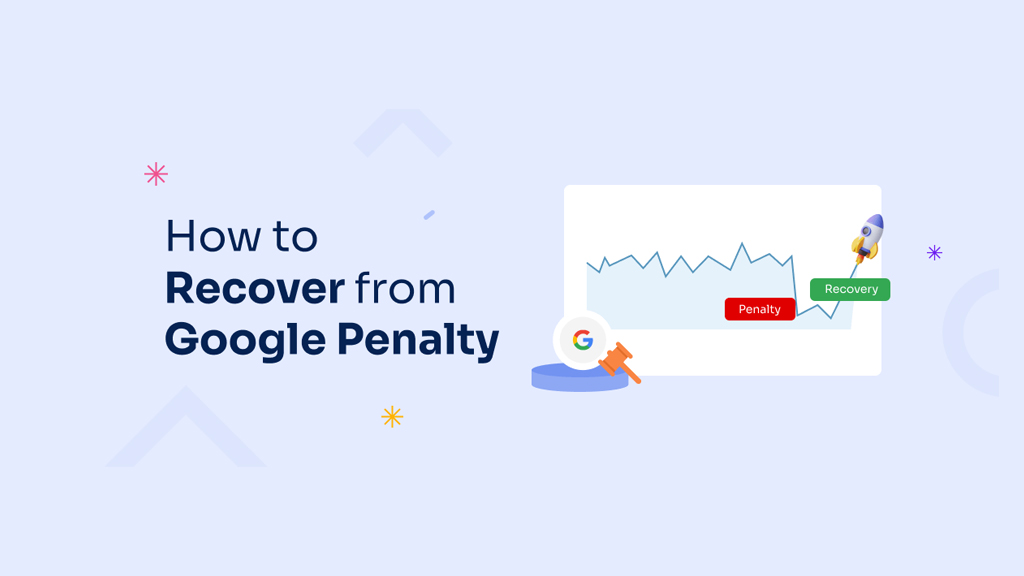 How to
Recover from
Google Penalty
Recovery
Penalty